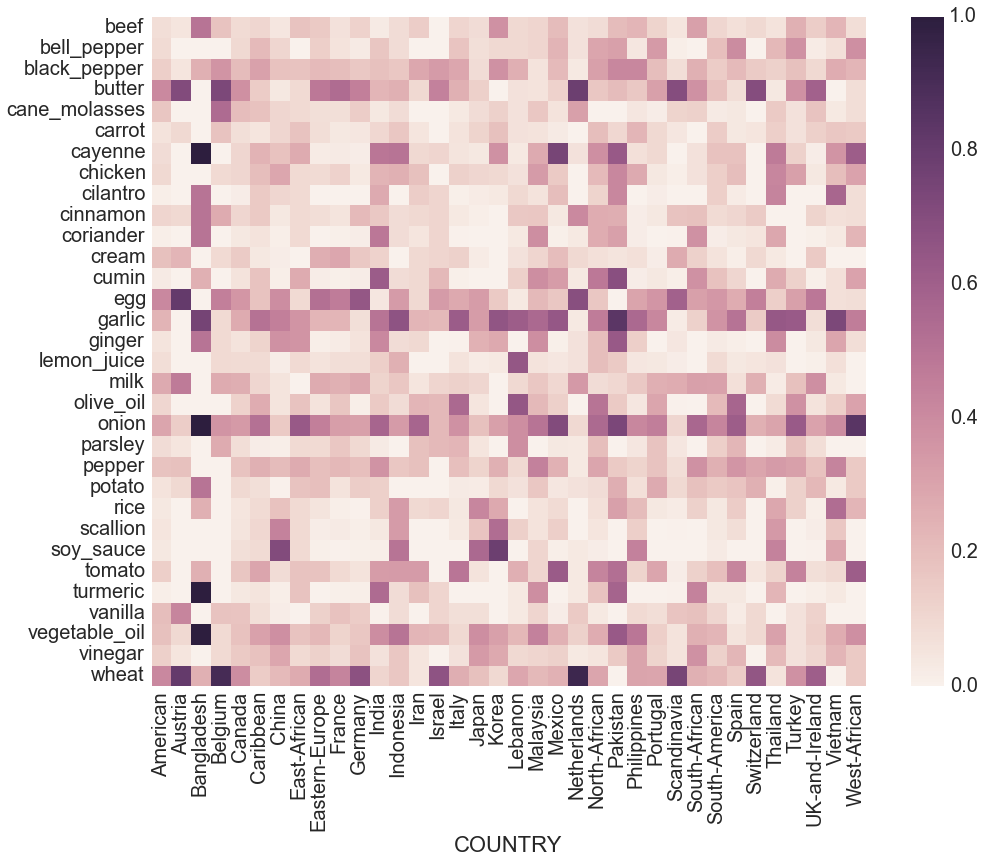 beef
bell_pepper
black_pepper
butter
cane_molasses
carrot
cayenne
chicken
cilantro
cinnamon
coriander
cream
cumin
egg
garlic
ginger
lemon_juice
milk
olive_oil
onion
parsley
pepper
potato
rice
scallion
soy_sauce
tomato
turmeric
vanilla
vegetable_oil
vinegar
wheat
American
Austria
Bangladesh
Belgium
Canada
Caribbean
China
East-African
Eastern-Europe
France
Germany
India
Indonesia
Iran
Israel
Italy
Japan
Korea
Lebanon
Malaysia
Mexico
Netherlands
North-African
Pakistan
Philippines
Portugal
Scandinavia
South-African
South-America
Spain
Switzerland
Thailand
Turkey
UK-and-Ireland
Vietnam
West-African
COUNTRY
1.0
0.8
0.6
0.4
0.2
0.0